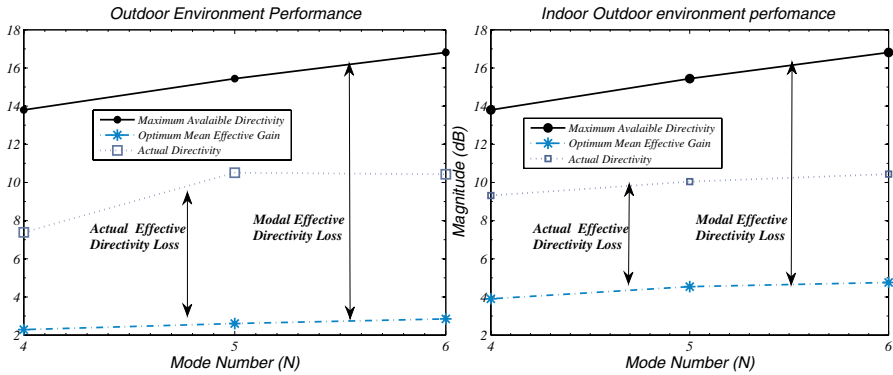 Outdoor Environment Performance
18
16
14
12
10
8
6
4
2
4
5
6
Mode Number (N)
Maximum Avalaible Directivity
Optimum Mean Effective Gain
Actual Directivity
Actual Effective
Directivity Loss
Modal Effective
Directivity Loss
Indoor Outdoor environment perfomance
Magnitude (dB)
18
16
14
12
10
8
6
4
2
4
5
6
Mode Number (N)
Maximum Avalaible Directivity
Optimum Mean Effective Gain
Actual Directivity
Actual Effective
Directivity Loss
Modal Effective
Directivity Loss